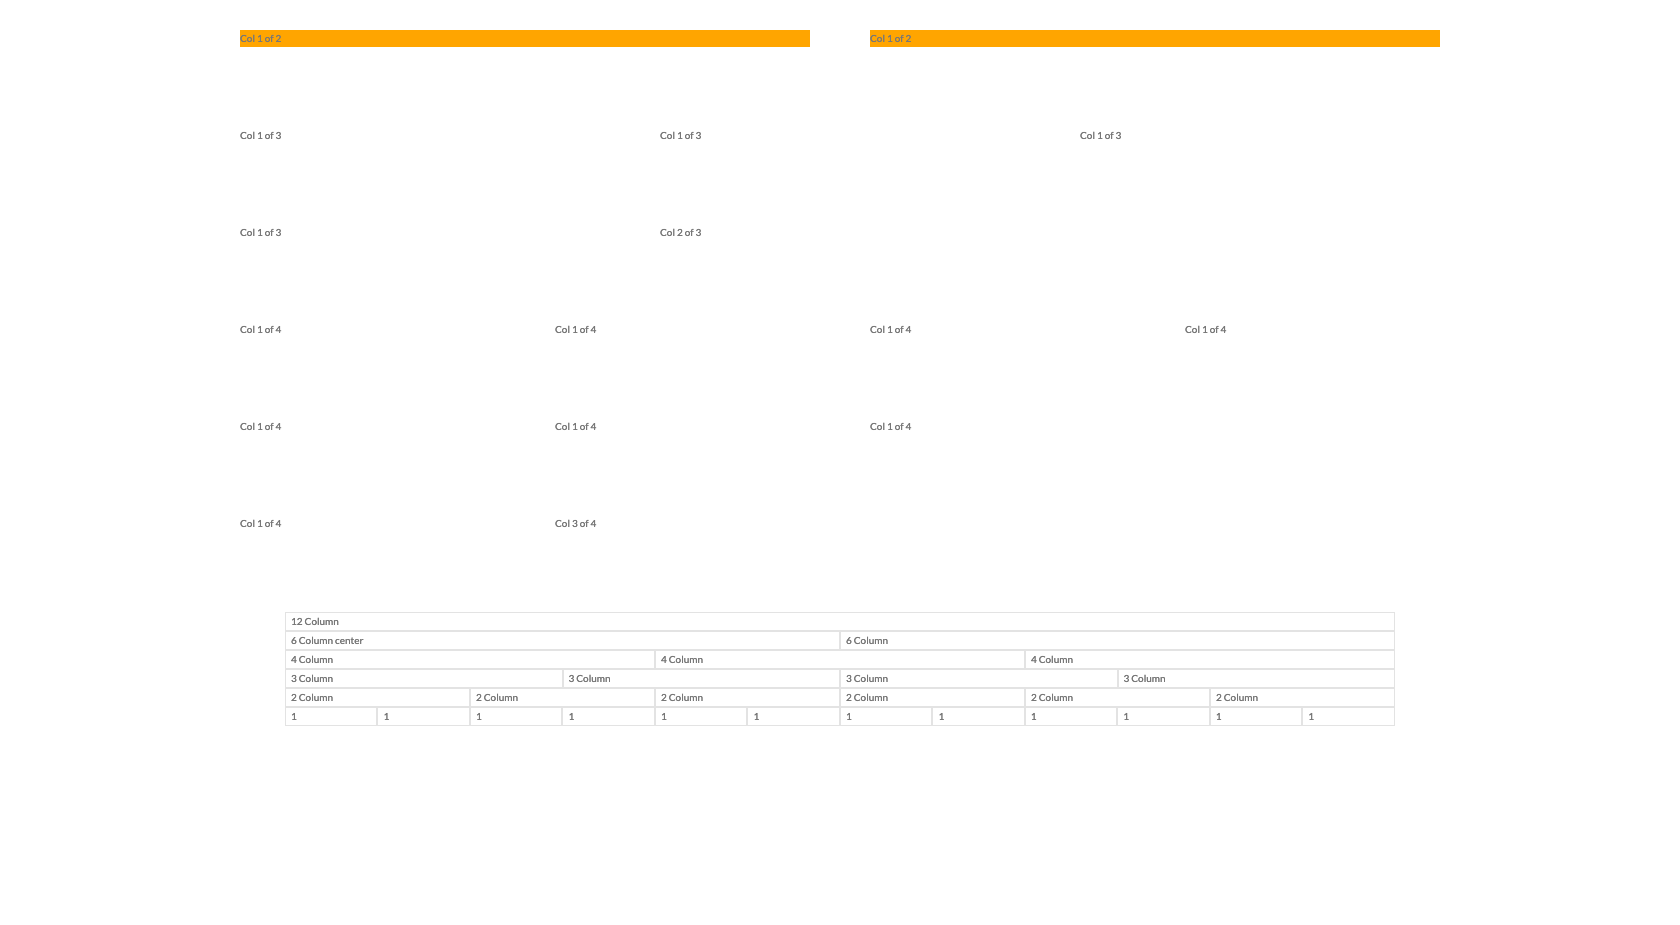 Col 1 of 2 Col 1 of 2
Col 1 of 3 Col 1 of 3 Col 1 of 3
Col 1 of 3 Col 2 of 3
Col 1 of 4 Col 1 of 4 Col 1 of 4 Col 1 of 4
Col 1 of 4 Col 1 of 4 Col 1 of 4
Col 1 of 4 Col 3 of 4
12 Column
6 Column center 6 Column
4 Column 4 Column 4 Column
3 Column 3 Column 3 Column 3 Column
2 Column 2 Column 2 Column 2 Column 2 Column 2 Column
1 1 1 1 1 1 1 1 1 1 1 1